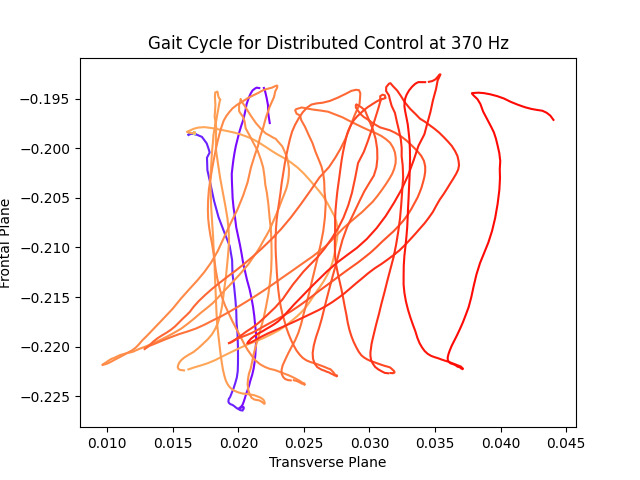 Gait Cycle for Distributed Control at 370 Hz
Frontal Plane
−0.195
−0.200
−0.205
−0.210
−0.215
−0.220
−0.225
0.010 0.015 0.020 0.025 0.030 0.035 0.040 0.045
Transverse Plane